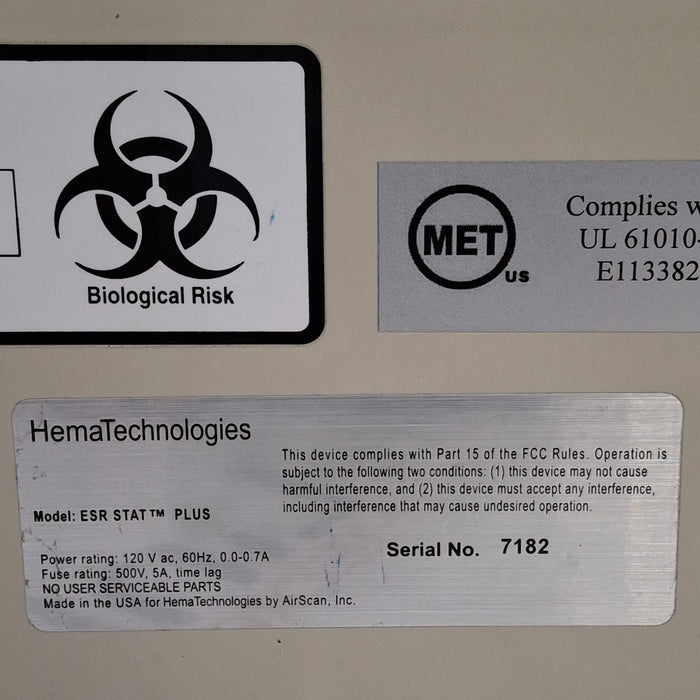 Biological Risk
MET
US
Complies
UL 61010-
E113382
HemaTechnologies
This device complies with Part 15 of the FCC Rules. Operation is
subject to the following two conditions: (1) this device may not cause
harmful interference, and (2) this device must accept any interference,
including interference that may cause undesired operation.
Model: ESR STAT™ PLUS
Serial No. 7182
Power rating: 120 V ac, 60Hz, 0.0-0.7A
Fuse rating: 500V, 5A, time lag
NO USER SERVICEABLE PARTS
Made in the USA for HemaTechnologies by AirScan, Inc.